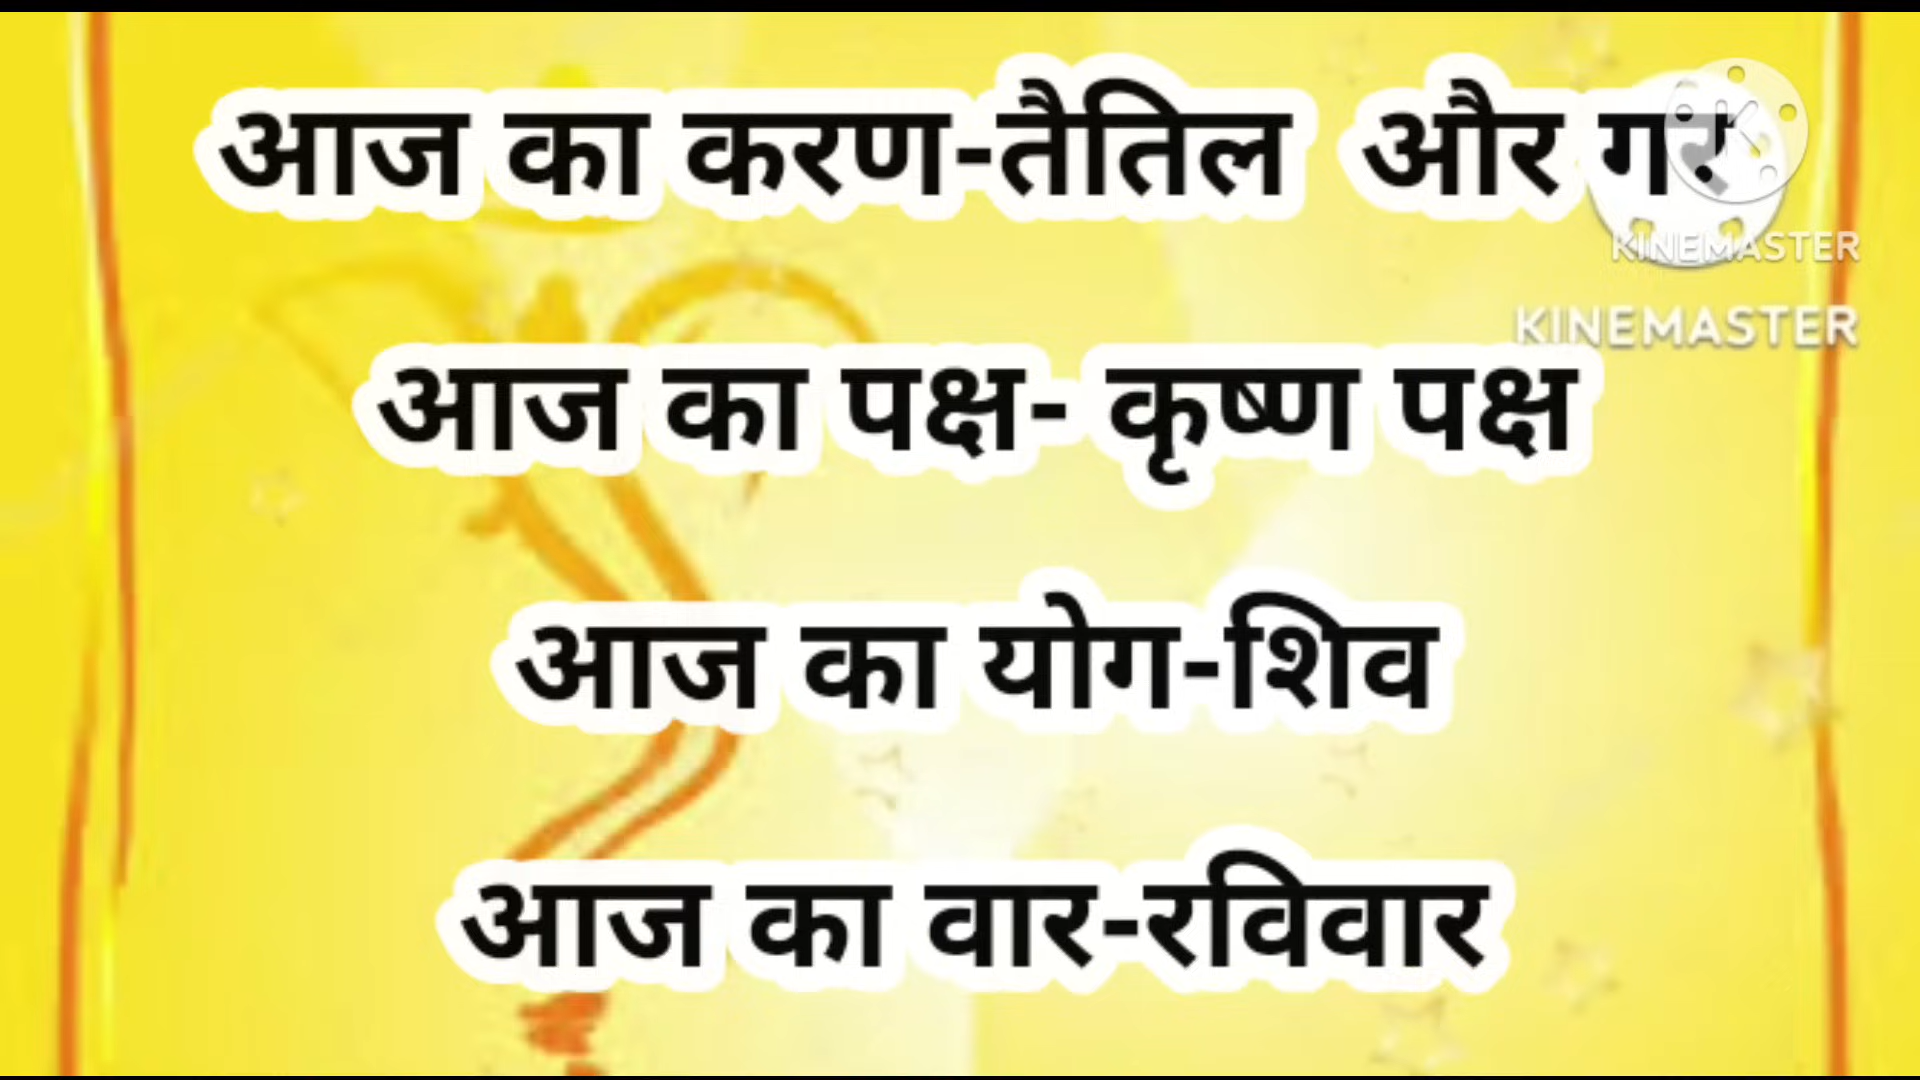 आज का करण-तैतिल और गर
KINEMASTER
KINEMASTER
आज का पक्ष- कृष्ण पक्ष
आज का योग-शिव
आज का वार-रविवार